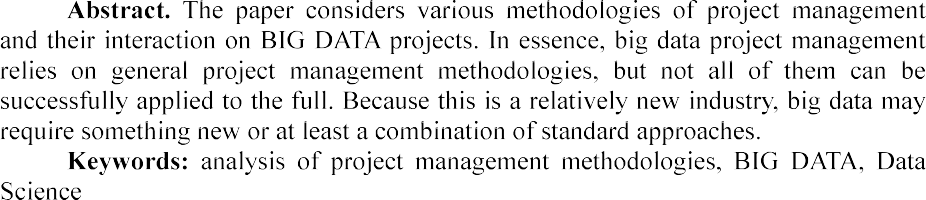 Abstract. The paper considers various methodologies of project management
and their interaction on BIG DATA projects. In essence, big data project management
relies on general project management methodologies, but not all of them can be
successfully applied to the full. Because this is a relatively new industry, big data may
require something new or at least a combination of standard approaches.
Keywords: analysis of project management methodologies, BIG DATA, Data
Science